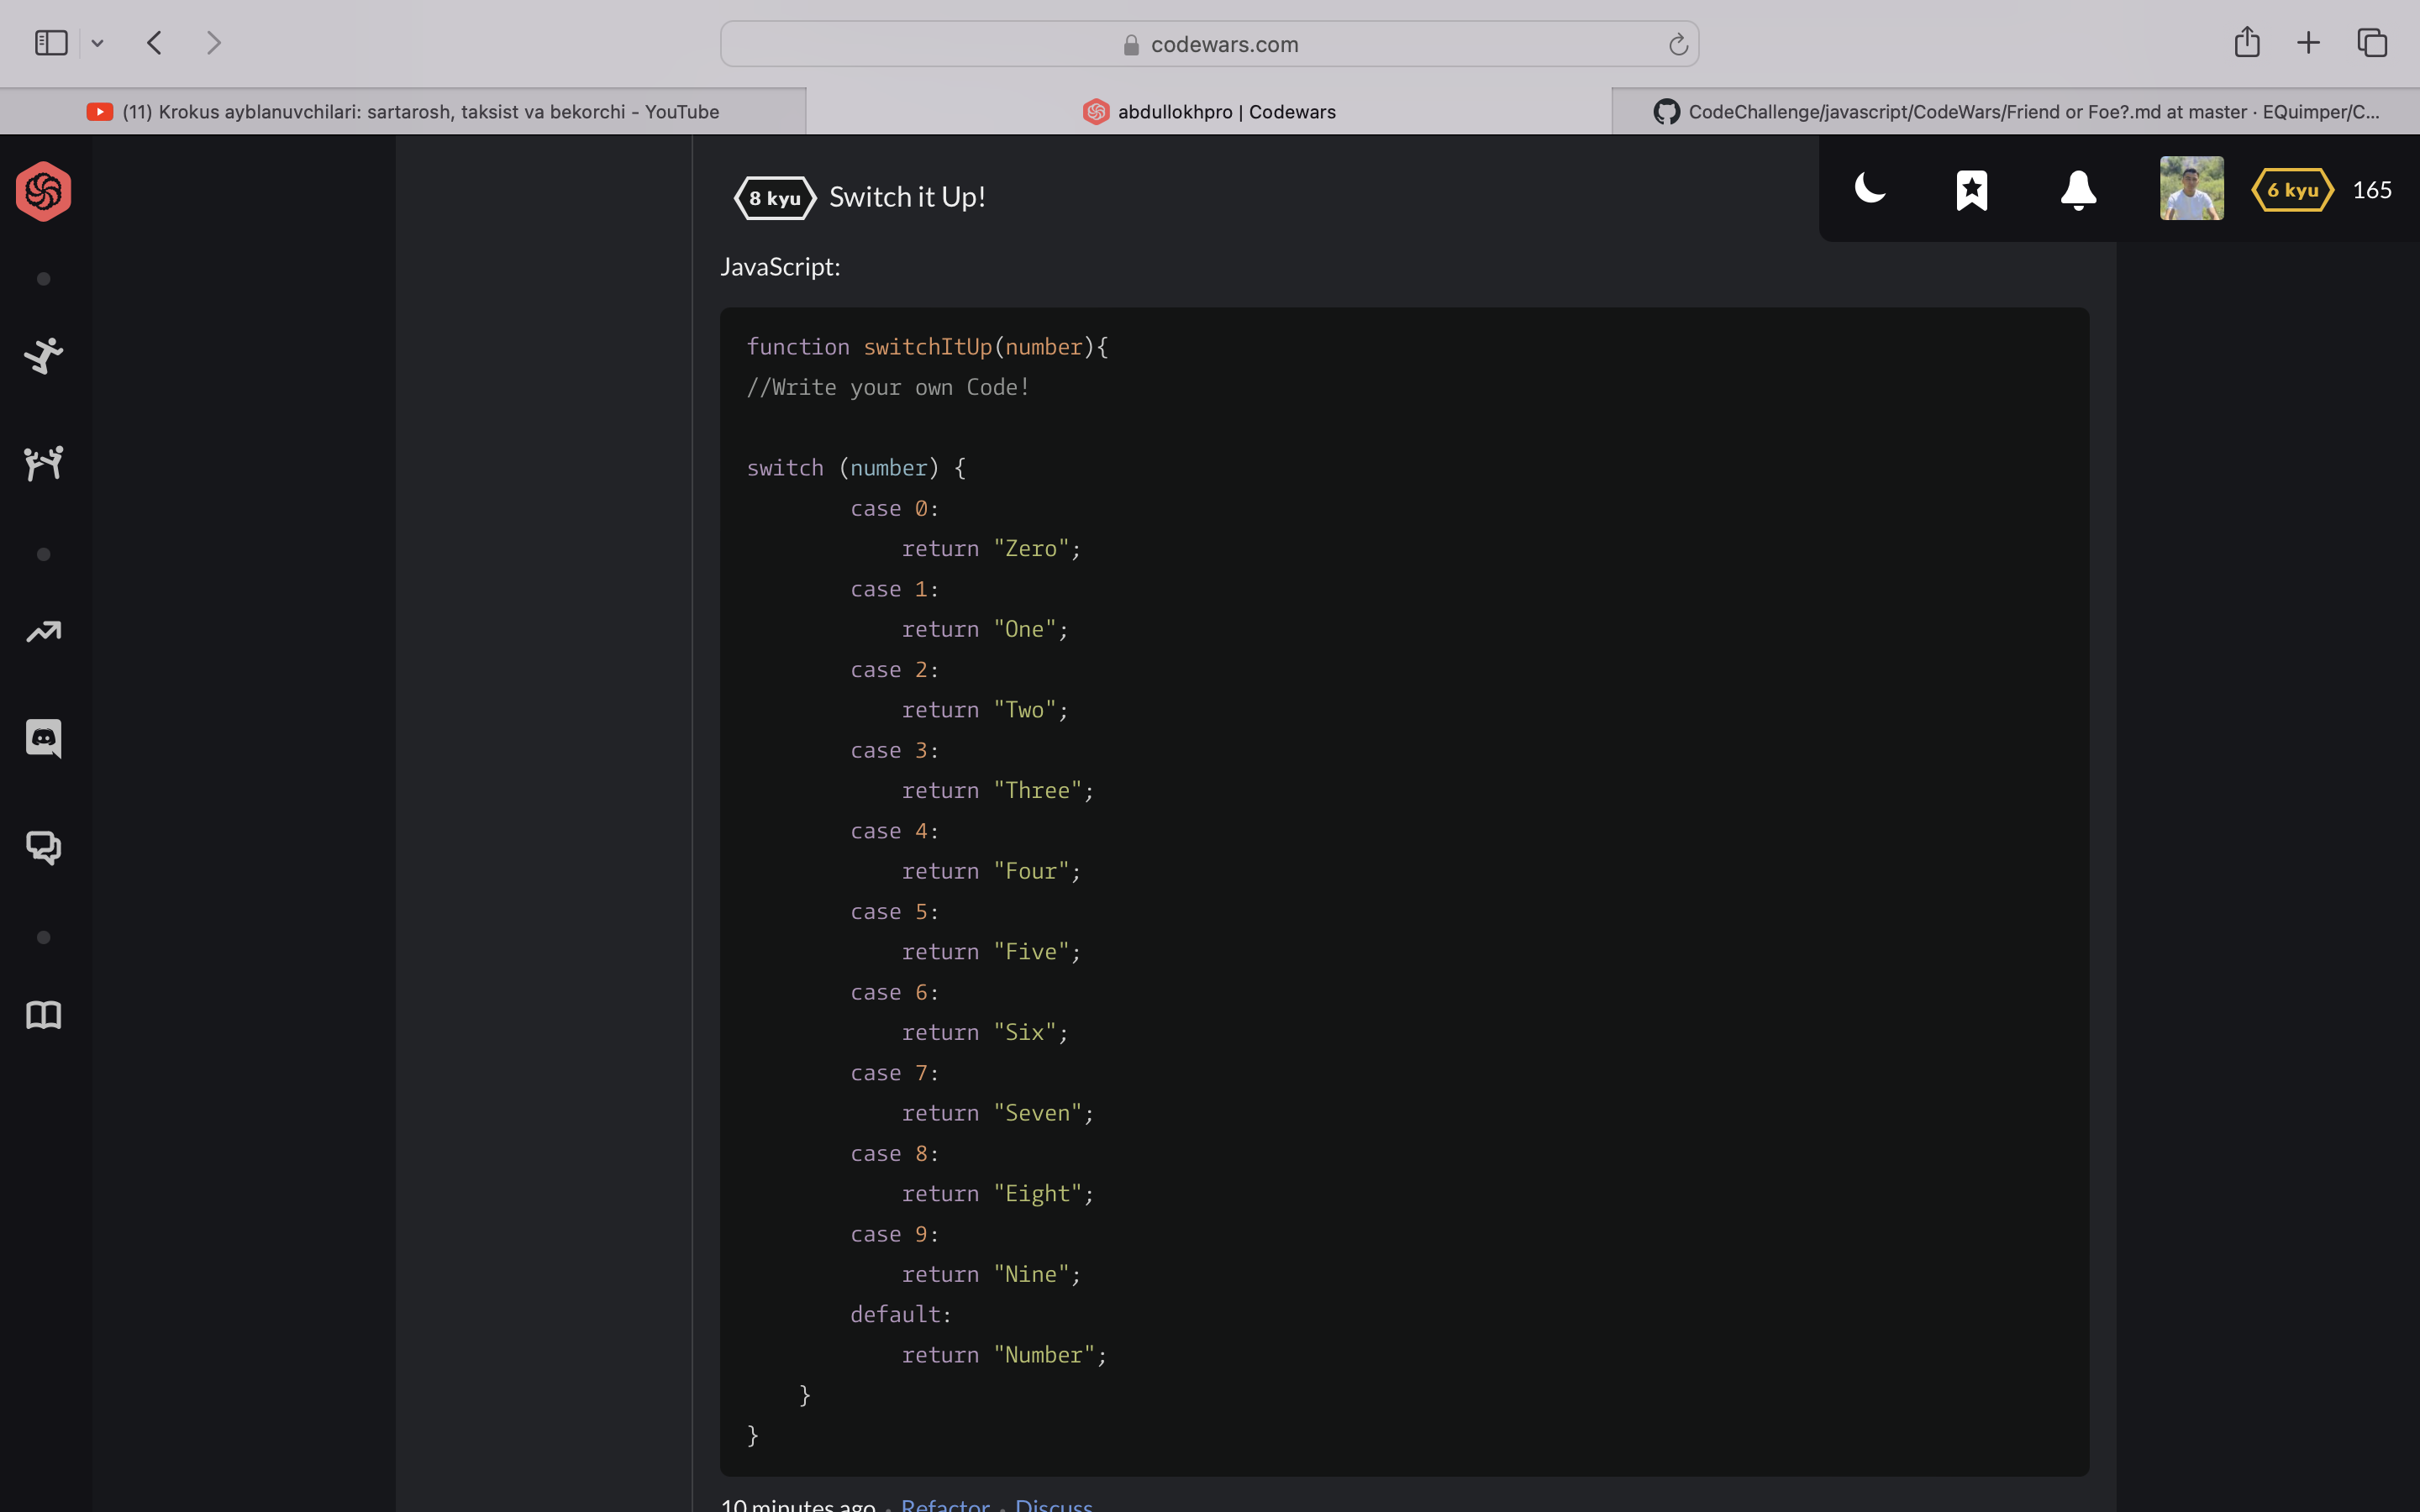 codewars.com
(11) Krokus ayblanuvchilari: sartarosh, taksist va bekorchi - YouTube
abdullokhpro | Codewars
CodeChallenge/javascript/CodeWars/Friend or Foe?.md at master · EQuimper/C...
8 kyu Switch it Up!
6 kyu 165
JavaScript:
function switchItUp(number){
//Write your own Code!
switch (number) {
case 0:
return "Zero";
case 1:
return "One";
case 2:
return "Two";
case 3:
return "Three";
case 4:
return "Four";
case 5:
return "Five";
case 6:
return "Six";
case 7:
return "Seven";
case 8:
return "Eight";
case 9:
return "Nine";
default:
return "Number";
}
}
10 minutes ago · Refactor · Discuss